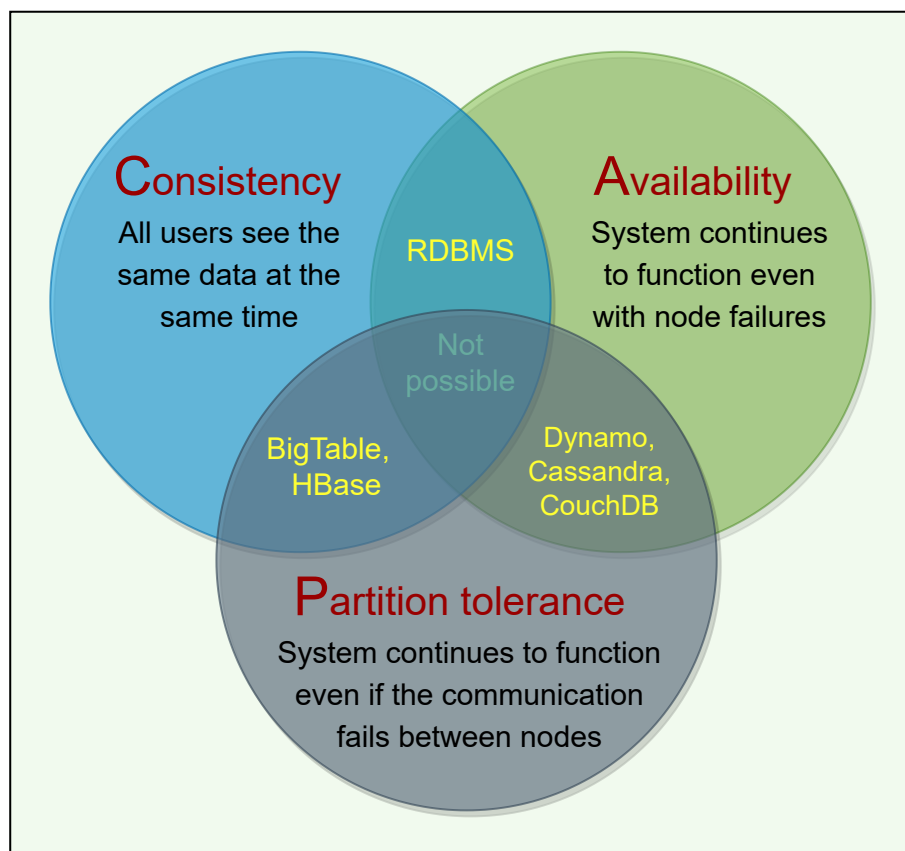 Consistency
All users see the
same data at the
same time
Availability
System continues
to function even
with node failures
RDBMS
Not
possible
BigTable,
HBase
Dynamo,
Cassandra,
CouchDB
Partition tolerance
System continues to function
even if the communication
fails between nodes